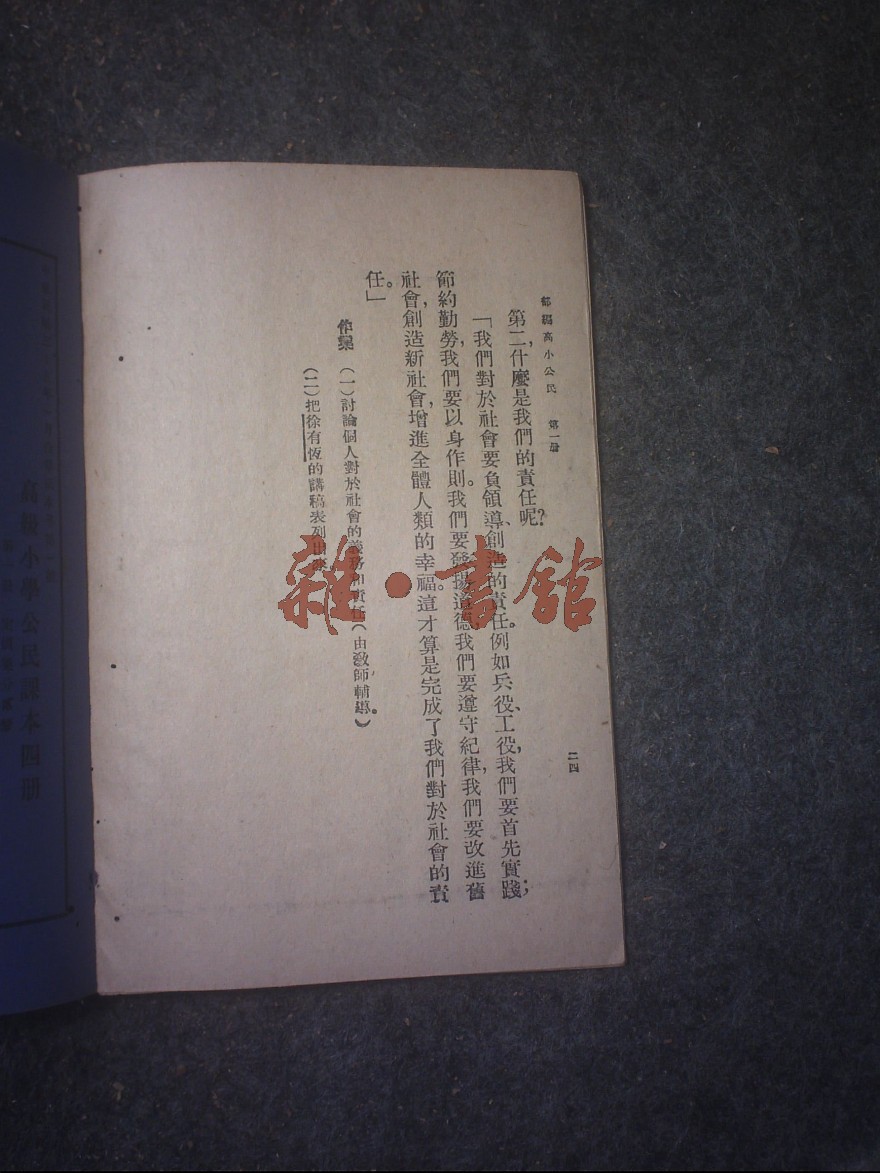 部編高小公民　第一册
第二，什麼是我們的責任呢？
「我們對於社會要負領導、創造的責任。例如兵役、工役，我們要首先實踐；
節約勤勞，我們要以身作則。我們要發揚道德，我們要遵守紀律，我們要改進舊
社會，創造新社會，增進全體人類的幸福。這才算是完成了我們對於社會的責
任。」
作業　（一）討論個人對於社會的義務和責任（由敎師輔導。）
（二）把徐有恆的講稿表列出
二四
高級小學公民課本四册
雜·書館